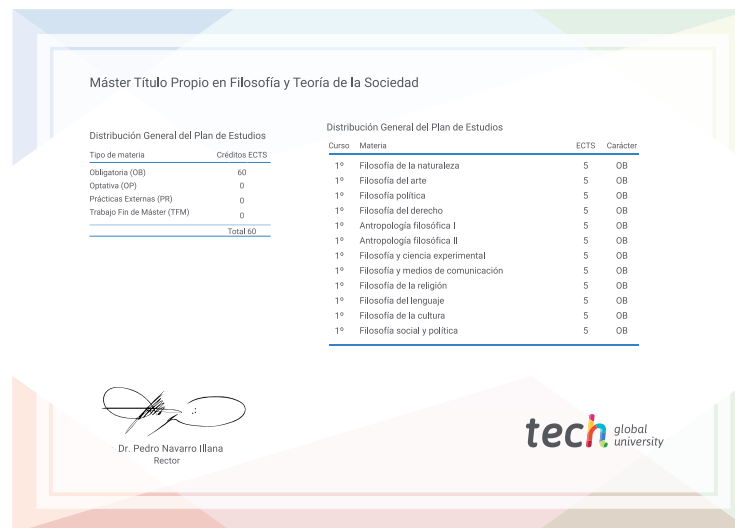 Máster Título Propio en Filosofía y Teoría de la Sociedad
Distribución General del Plan de Estudios
Tipo de materia Créditos ECTS
Obligatoria (OB) 60
Optativa (OP) 0
Prácticas Externas (PR) 0
Trabajo Fin de Máster (TFM) 0
Total 60
Distribución General del Plan de Estudios
Curso Materia ECTS Carácter
1º Filosofía de la naturaleza 5 OB
1º Filosofía del arte 5 OB
1º Filosofía política 5 OB
1º Filosofía del derecho 5 OB
1º Antropología filosófica I 5 OB
1º Antropología filosófica II 5 OB
1º Filosofía y ciencia experimental 5 OB
1º Filosofía y medios de comunicación 5 OB
1º Filosofía de la religión 5 OB
1º Filosofía del lenguaje 5 OB
1º Filosofía de la cultura 5 OB
1º Filosofía social y política 5 OB
Dr. Pedro Navarro Illana
Rector
tech global
university